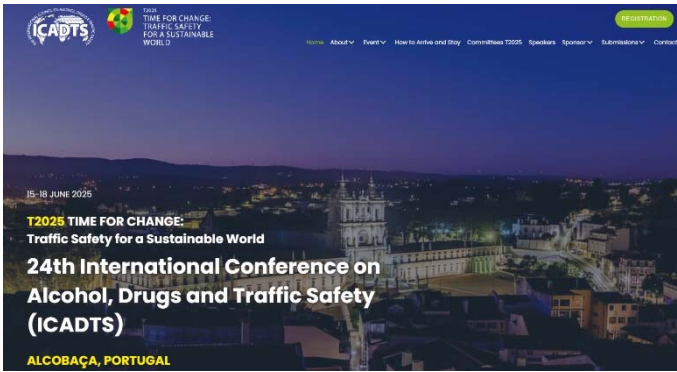 ICADTS
T2025
TIME FOR CHANGE:
TRAFFIC SAFETY
FOR A SUSTAINABLE
WORLD
REGISTRATION
Home About Event How to Arrive and Stay Committees T2025 Speakers Sponsor Submissions Contact
15-18 JUNE 2025
T2025 TIME FOR CHANGE:
Traffic Safety for a Sustainable World
24th International Conference on
Alcohol, Drugs and Traffic Safety
(ICADTS)
ALCOBAÇA, PORTUGAL